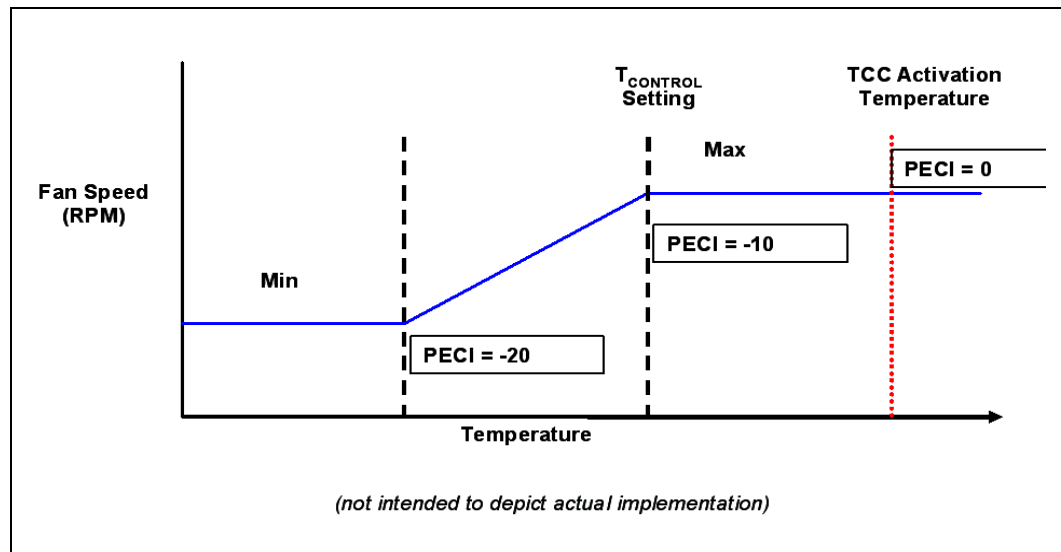 T_CONTROL
Setting
TCC Activation
Temperature
Max
PECI = 0
Fan Speed
(RPM)
PECI = -10
Min
PECI = -20
Temperature
(not intended to depict actual implementation)